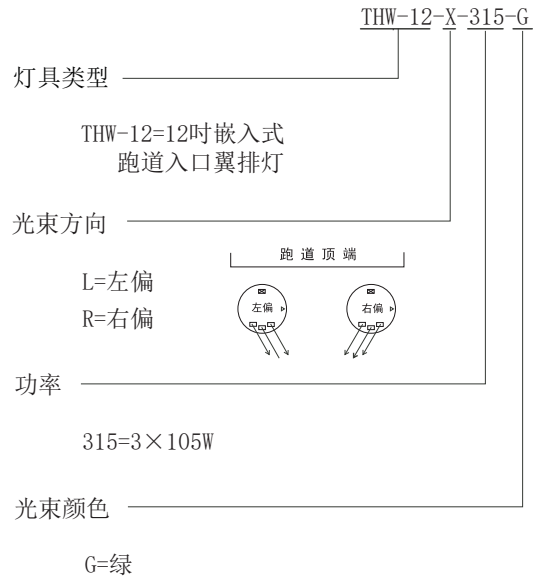 THW-12-X-315-G
灯具类型
THW-12=12吋嵌入式
跑道入口翼排灯
光束方向
跑道顶端
L=左偏
R=右偏
左偏
右偏
功率
315=3×105W
光束颜色
G=绿